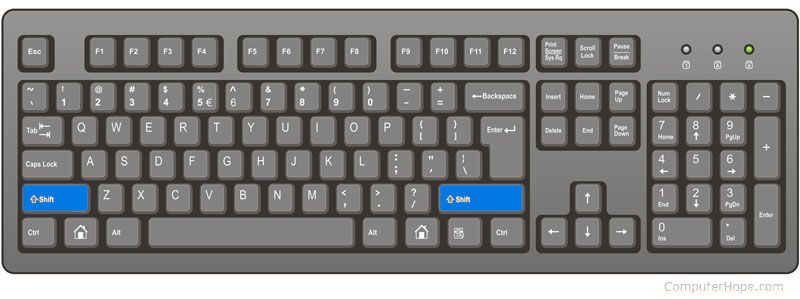 Esc F1 F2 F3 F4 F5 F6 F7 F8 F9 F10 F11 F12 Print Screen Sys Rq Scroll Lock Pause Break 1 A
~ ` ! 1 @ 2 # 3 $ 4 % 5 € ^ 6 & 7 * 8 ( 9 ) 0 – - + = ←Backspace Insert Home Page Up Num Lock / * –
Tab Q W E R T Y U I O P { [ } ] Enter Delete End Page Down 7 Home 8 ↑ 9 PgUp +
Caps Lock A S D F G H J K L : ; " , ¦ \ 4 ← 5 6 →
Shift Z X C V B N M < , > . ? / Shift ↑ 1 End 2 ↓ 3 PgDn Enter
Ctrl Alt Alt Ctrl ← ↓ → 0 Ins . Del
ComputerHope.com